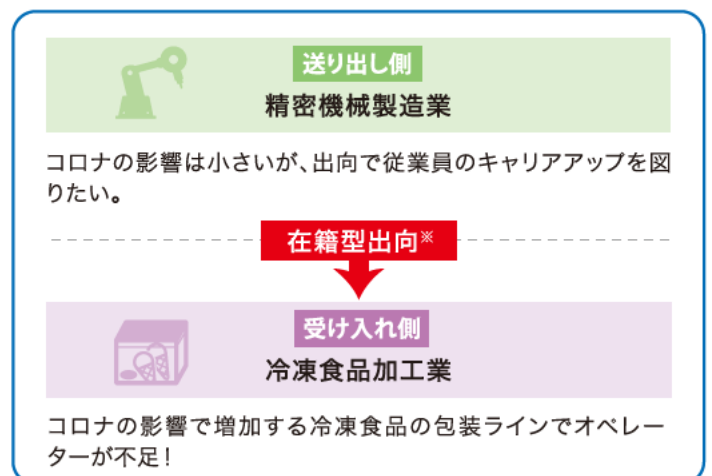 送り出し側
精密機械製造業
コロナの影響は小さいが、出向で従業員のキャリアアップを図
りたい。
在籍型出向※
受け入れ側
冷凍食品加工業
コロナの影響で増加する冷凍食品の包装ラインでオペレー
ターが不足!